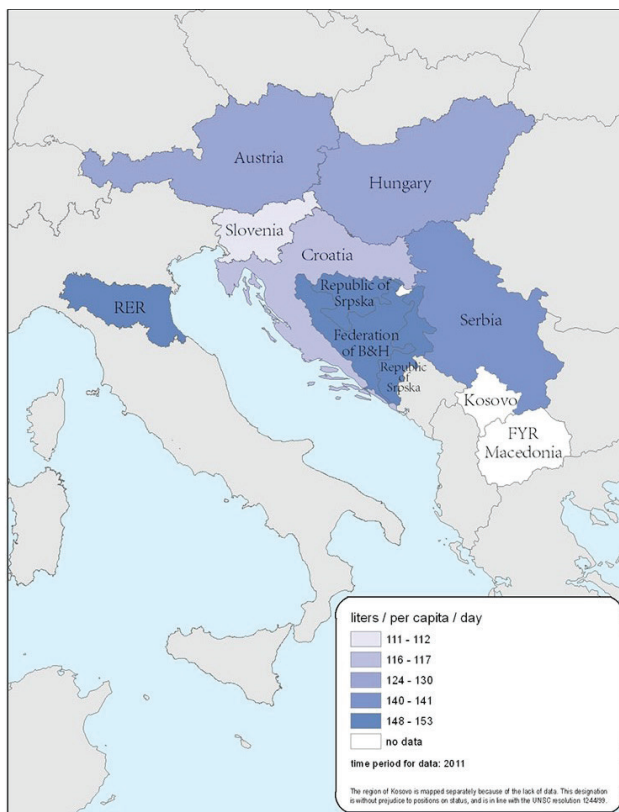 Austria
Hungary
Slovenia
Croatia
RER
Republic of
Srpska
Federation
of B&H
Republic
of
Srpska
Serbia
Kosovo
FYR
Macedonia
liters / per capita / day
111 - 112
116 - 117
124 - 130
140 - 141
148 - 153
no data
time period for data: 2011
The region of Kosovo is mapped separately because of the lack of data. This designation
is without prejudice to positions on status, and is in line with the UNSC resolution 1244/99.